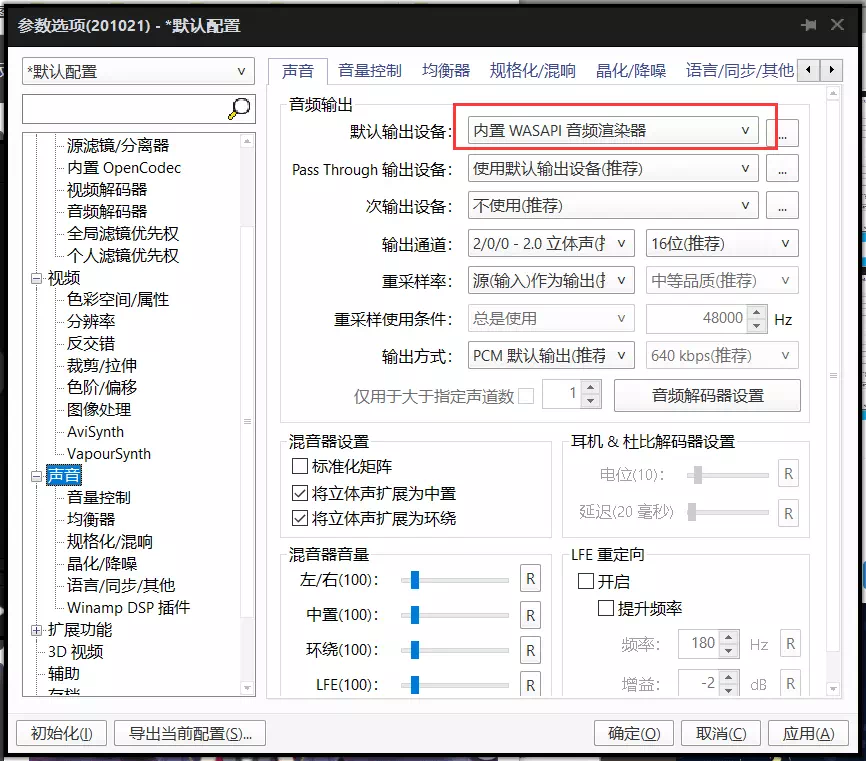 参数选项(201021) - *默认配置
*默认配置
源滤镜/分离器
内置 OpenCodec
视频解码器
音频解码器
全局滤镜优先权
个人滤镜优先权
视频
色彩空间/属性
分辨率
反交错
裁剪/拉伸
色阶/偏移
图像处理
AviSynth
VapourSynth
声音
音量控制
均衡器
规格化/混响
晶化/降噪
语言/同步/其他
Winamp DSP 插件
扩展功能
3D 视频
辅助
存档
声音 音量控制 均衡器 规格化/混响 晶化/降噪 语言/同步/其他
音频输出
默认输出设备: 内置 WASAPI 音频渲染器 ...
Pass Through 输出设备: 使用默认输出设备(推荐) ...
次输出设备: 不使用(推荐) ...
输出通道: 2/0/0 - 2.0 立体声(推 16位(推荐)
重采样率: 源(输入)作为输出(推 中等品质(推荐)
重采样使用条件: 总是使用 48000 Hz
输出方式: PCM 默认输出(推荐 640 kbps(推荐)
仅用于大于指定声道数 1 音频解码器设置
混音器设置
标准化矩阵
将立体声扩展为中置
将立体声扩展为环绕
耳机 & 杜比解码器设置
电位(10): R
延迟(20 毫秒) R
混音器音量
左/右(100): R
中置(100): R
环绕(100): R
LFE(100): R
LFE 重定向
开启
提升频率
频率: 180 Hz R
增益: -2 dB R
初始化(I) 导出当前配置(S)... 确定(O) 取消(C) 应用(A)